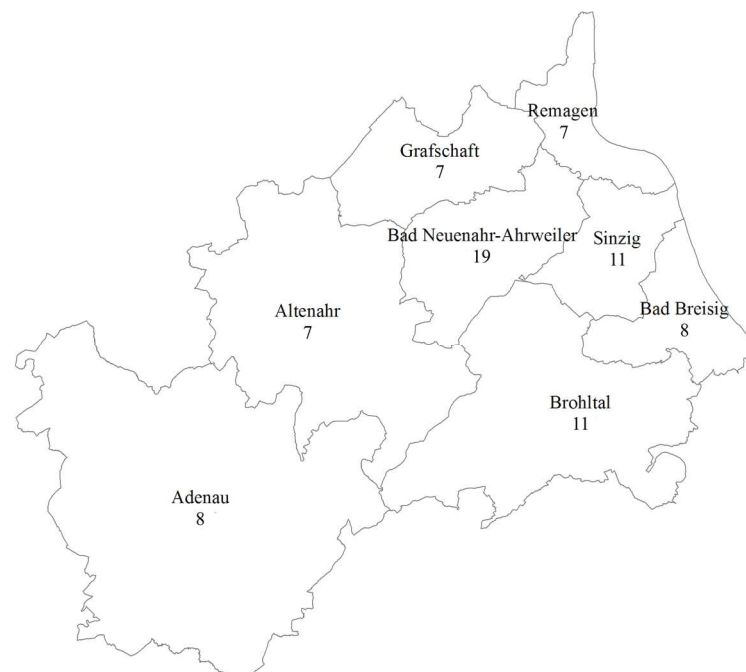 Remagen
7
Grafschaft
7
Bad Neuenahr-Ahrweiler
19
Sinzig
11
Altenahr
7
Bad Breisig
8
Brohltal
11
Adenau
8